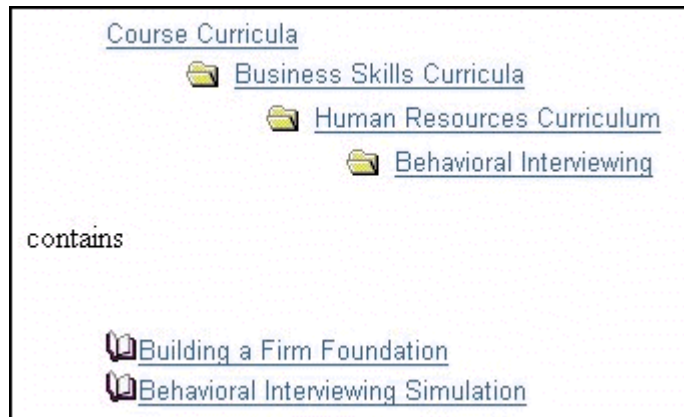 Course Curricula
Business Skills Curricula
Human Resources Curriculum
Behavioral Interviewing
contains
Building a Firm Foundation
Behavioral Interviewing Simulation